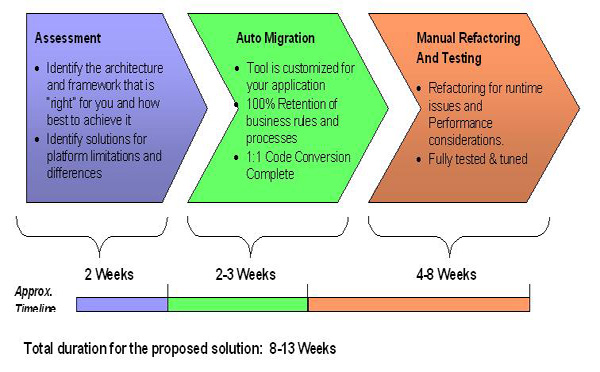 Assessment
• Identify the architecture
and framework that is
"right" for you and how
best to achieve it
• Identify solutions for
platform limitations and
differences
Auto Migration
• Tool is customized for
your application
• 100% Retention of
business rules and
processes
• 1:1 Code Conversion
Complete
Manual Refactoring
And Testing
• Refactoring for runtime
issues and
Performance
considerations.
• Fully tested & tuned
2 Weeks
2-3 Weeks
4-8 Weeks
Approx.
Timeline
Total duration for the proposed solution: 8-13 Weeks